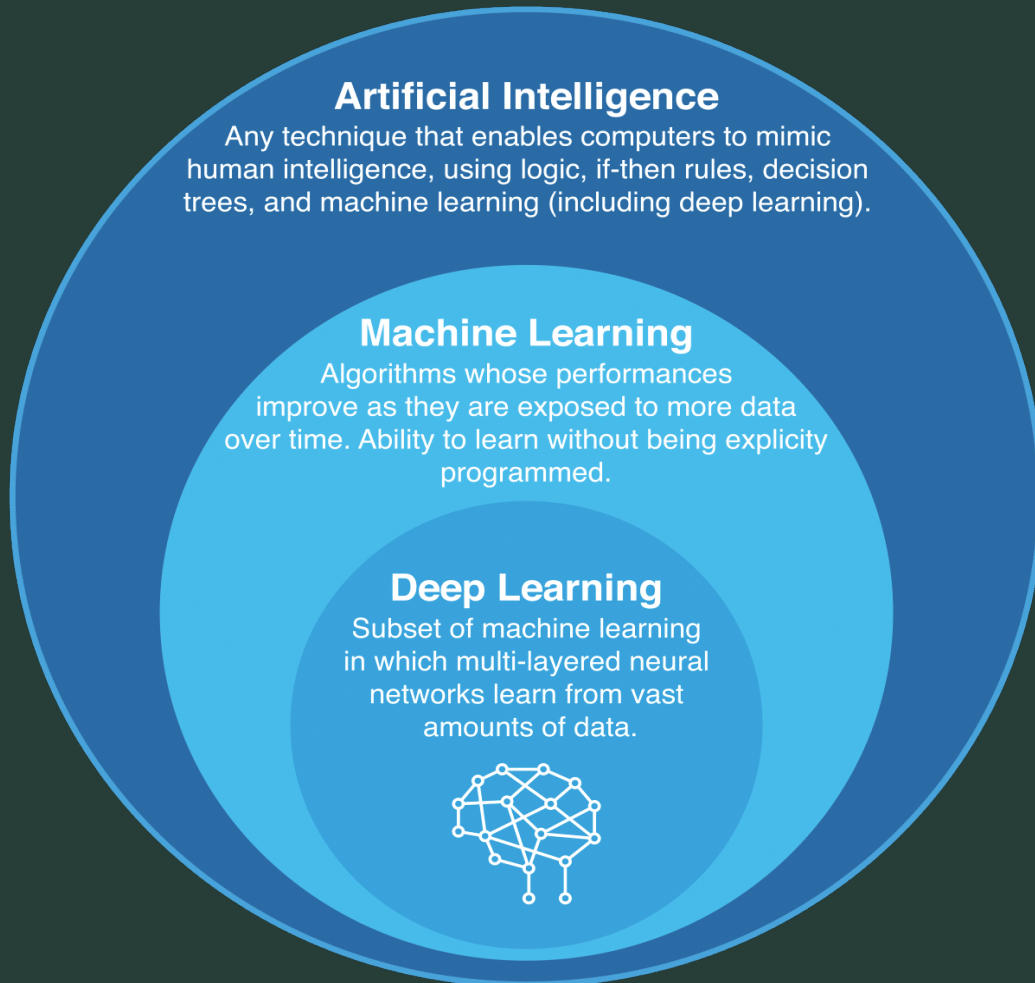 Artificial Intelligence
Any technique that enables computers to mimic
human intelligence, using logic, if-then rules, decision
trees, and machine learning (including deep learning).
Machine Learning
Algorithms whose performances
improve as they are exposed to more data
over time. Ability to learn without being explicity
programmed.
Deep Learning
Subset of machine learning
in which multi-layered neural
networks learn from vast
amounts of data.